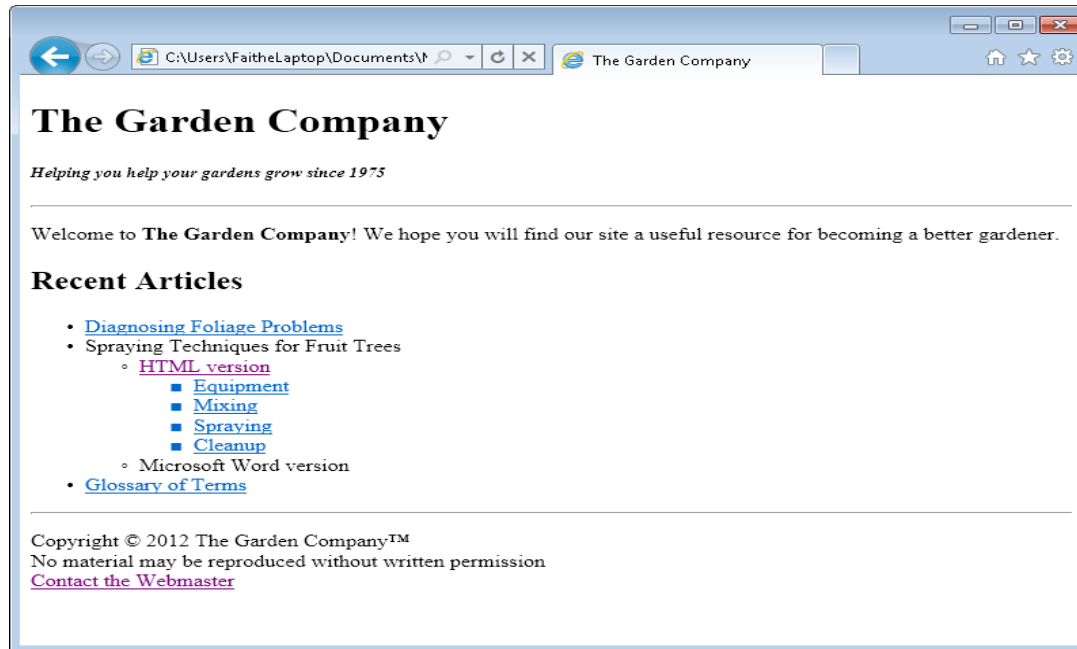 C:\Users\FaitheLaptop\Documents\
The Garden Company
The Garden Company
Helping you help your gardens grow since 1975
Welcome to The Garden Company! We hope you will find our site a useful resource for becoming a better gardener.
Recent Articles
Diagnosing Foliage Problems
Spraying Techniques for Fruit Trees
HTML version
Equipment
Mixing
Spraying
Cleanup
Microsoft Word version
Glossary of Terms
Copyright © 2012 The Garden Company™
No material may be reproduced without written permission
Contact the Webmaster